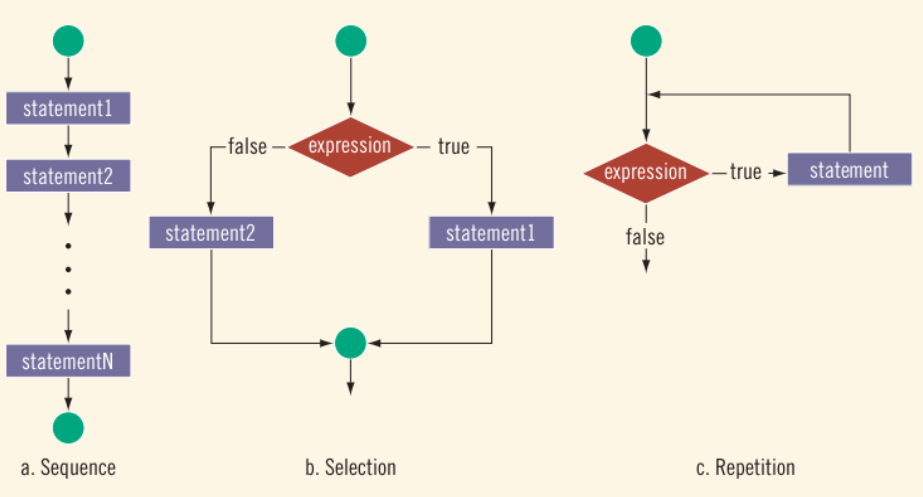 statement1
statement2
statementN
a. Sequence
expression
false
true
statement2
statement1
b. Selection
expression
true
statement
false
c. Repetition